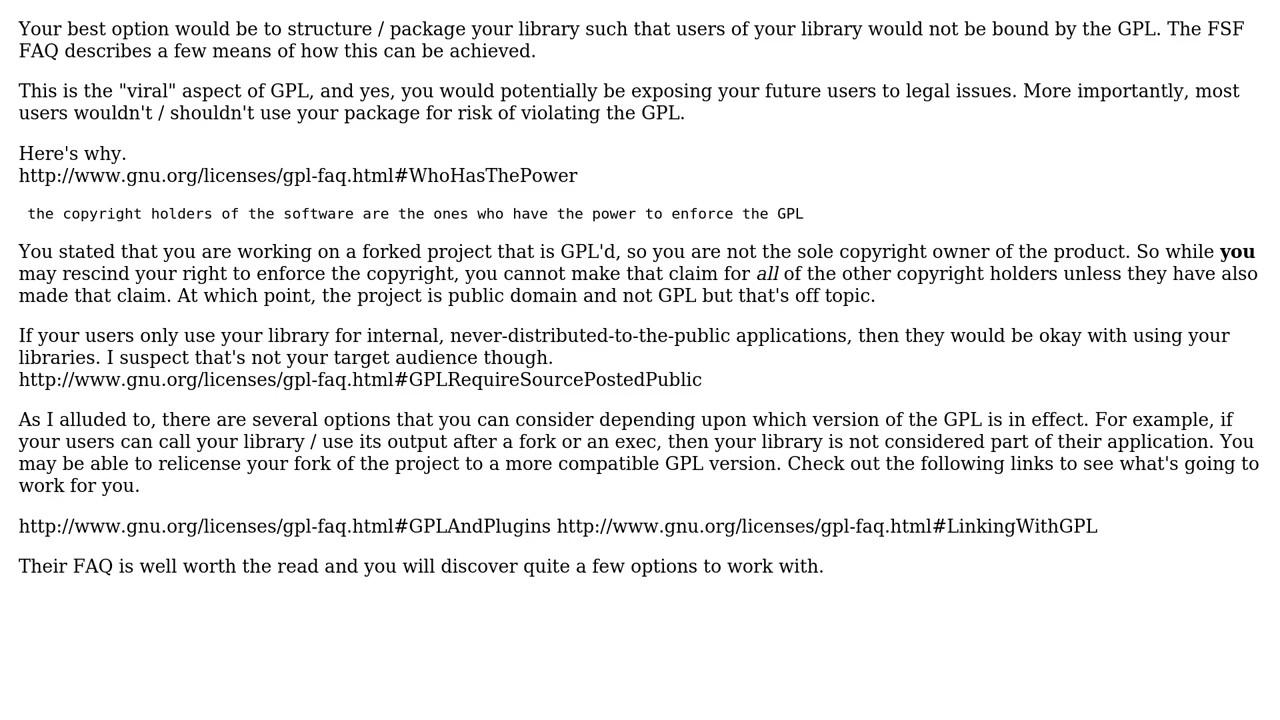 Your best option would be to structure / package your library such that users of your library would not be bound by the GPL. The FSF
FAQ describes a few means of how this can be achieved.
This is the "viral" aspect of GPL, and yes, you would potentially be exposing your future users to legal issues. More importantly, most
users wouldn't / shouldn't use your package for risk of violating the GPL.
Here's why.
http://www.gnu.org/licenses/gpl-faq.html#WhoHasThePower
the copyright holders of the software are the ones who have the power to enforce the GPL
You stated that you are working on a forked project that is GPL'd, so you are not the sole copyright owner of the product. So while you
may rescind your right to enforce the copyright, you cannot make that claim for all of the other copyright holders unless they have also
made that claim. At which point, the project is public domain and not GPL but that's off topic.
If your users only use your library for internal, never-distributed-to-the-public applications, then they would be okay with using your
libraries. I suspect that's not your target audience though.
http://www.gnu.org/licenses/gpl-faq.html#GPLRequireSourcePostedPublic
As I alluded to, there are several options that you can consider depending upon which version of the GPL is in effect. For example, if
your users can call your library / use its output after a fork or an exec, then your library is not considered part of their application. You
may be able to relicense your fork of the project to a more compatible GPL version. Check out the following links to see what's going to
work for you.
http://www.gnu.org/licenses/gpl-faq.html#GPLAndPlugins http://www.gnu.org/licenses/gpl-faq.html#LinkingWithGPL
Their FAQ is well worth the read and you will discover quite a few options to work with.